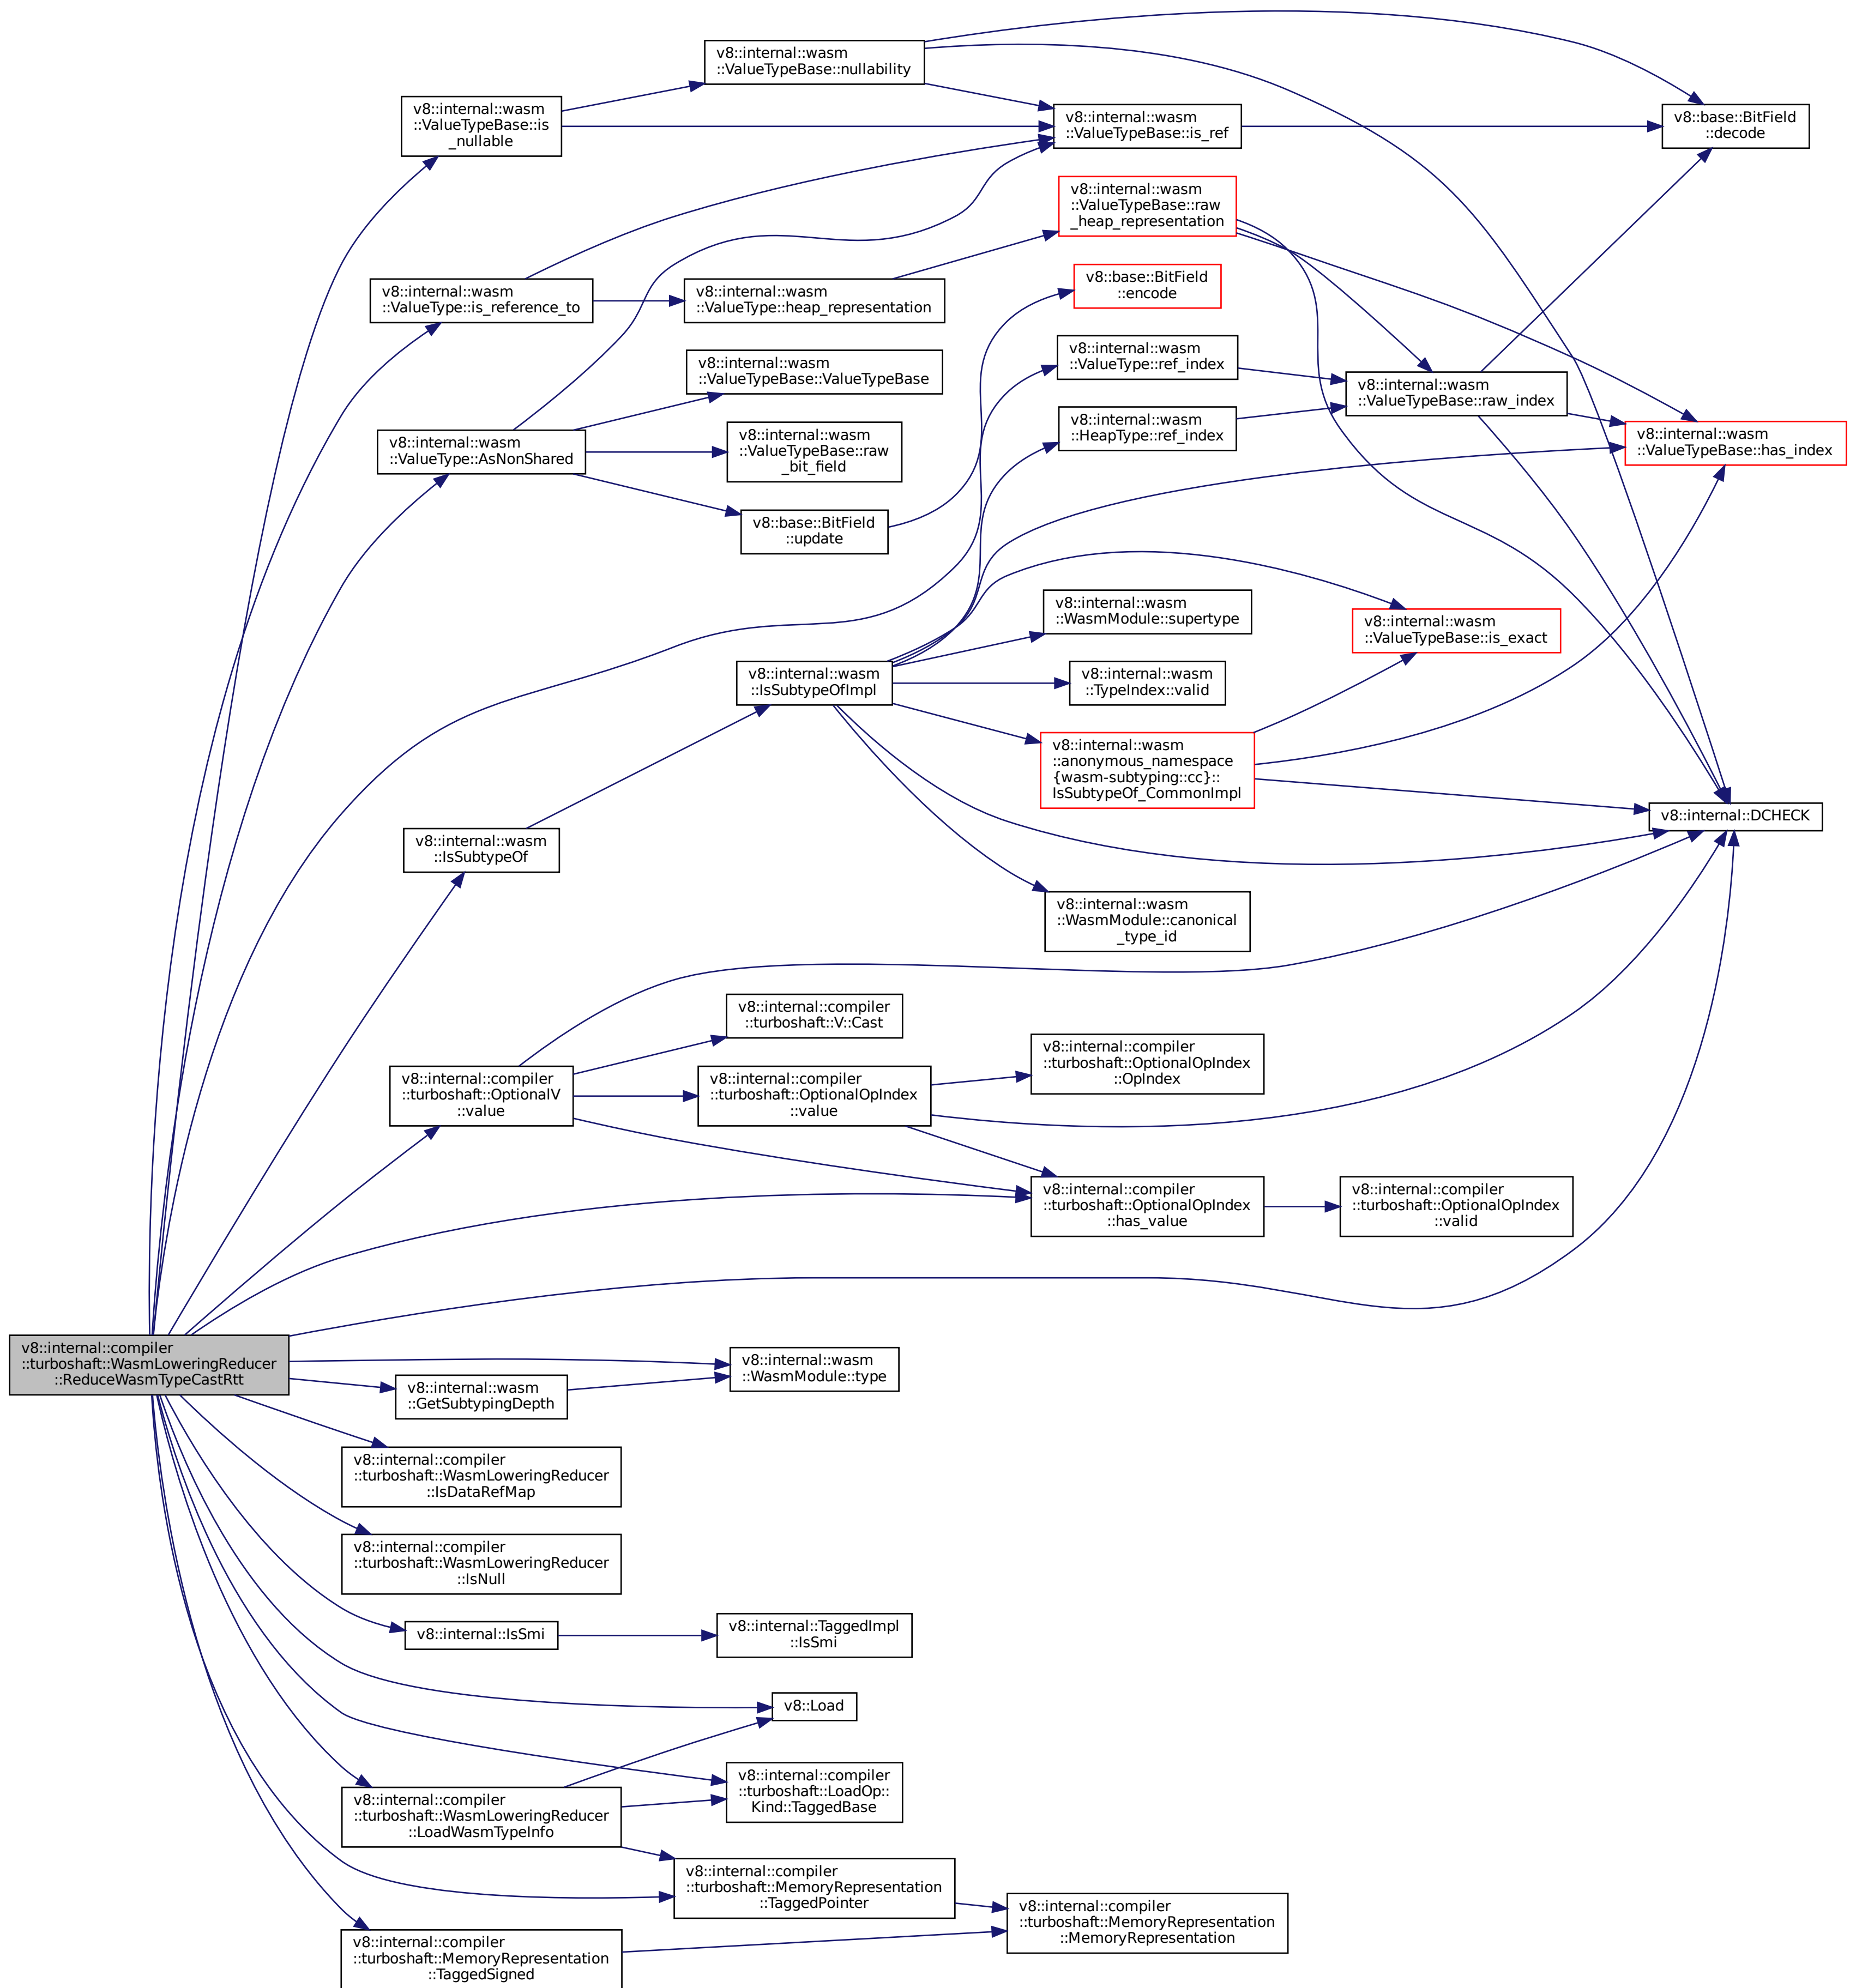 v8::internal::wasm
::ValueTypeBase::nullability
v8::internal::wasm
::ValueTypeBase::is
_nullable
v8::internal::wasm
::ValueTypeBase::is_ref
v8::base::BitField
::decode
v8::internal::wasm
::ValueTypeBase::raw
_heap_representation
v8::internal::wasm
::ValueType::is_reference_to
v8::internal::wasm
::ValueType::heap_representation
v8::base::BitField
::encode
v8::internal::wasm
::ValueTypeBase::ValueTypeBase
v8::internal::wasm
::ValueType::ref_index
v8::internal::wasm
::ValueTypeBase::raw_index
v8::internal::wasm
::ValueType::AsNonShared
v8::internal::wasm
::ValueTypeBase::raw
_bit_field
v8::internal::wasm
::HeapType::ref_index
v8::internal::wasm
::ValueTypeBase::has_index
v8::base::BitField
::update
v8::internal::wasm
::WasmModule::supertype
v8::internal::wasm
::ValueTypeBase::is_exact
v8::internal::wasm
::IsSubtypeOfImpl
v8::internal::wasm
::TypeIndex::valid
v8::internal::wasm
::anonymous_namespace
{wasm-subtyping::cc}::
IsSubtypeOf_CommonImpl
v8::internal::DCHECK
v8::internal::wasm
::IsSubtypeOf
v8::internal::wasm
::WasmModule::canonical
_type_id
v8::internal::compiler
::turboshaft::V::Cast
v8::internal::compiler
::turboshaft::OptionalV
::value
v8::internal::compiler
::turboshaft::OptionalOpIndex
::value
v8::internal::compiler
::turboshaft::OptionalOpIndex
::OpIndex
v8::internal::compiler
::turboshaft::OptionalOpIndex
::has_value
v8::internal::compiler
::turboshaft::OptionalOpIndex
::valid
v8::internal::compiler
::turboshaft::WasmLoweringReducer
::ReduceWasmTypeCastRtt
v8::internal::wasm
::WasmModule::type
v8::internal::wasm
::GetSubtypingDepth
v8::internal::compiler
::turboshaft::WasmLoweringReducer
::IsDataRefMap
v8::internal::compiler
::turboshaft::WasmLoweringReducer
::IsNull
v8::internal::IsSmi
v8::internal::TaggedImpl
::IsSmi
v8::Load
v8::internal::compiler
::turboshaft::LoadOp::
Kind::TaggedBase
v8::internal::compiler
::turboshaft::WasmLoweringReducer
::LoadWasmTypeInfo
v8::internal::compiler
::turboshaft::MemoryRepresentation
::TaggedPointer
v8::internal::compiler
::turboshaft::MemoryRepresentation
::MemoryRepresentation
v8::internal::compiler
::turboshaft::MemoryRepresentation
::TaggedSigned